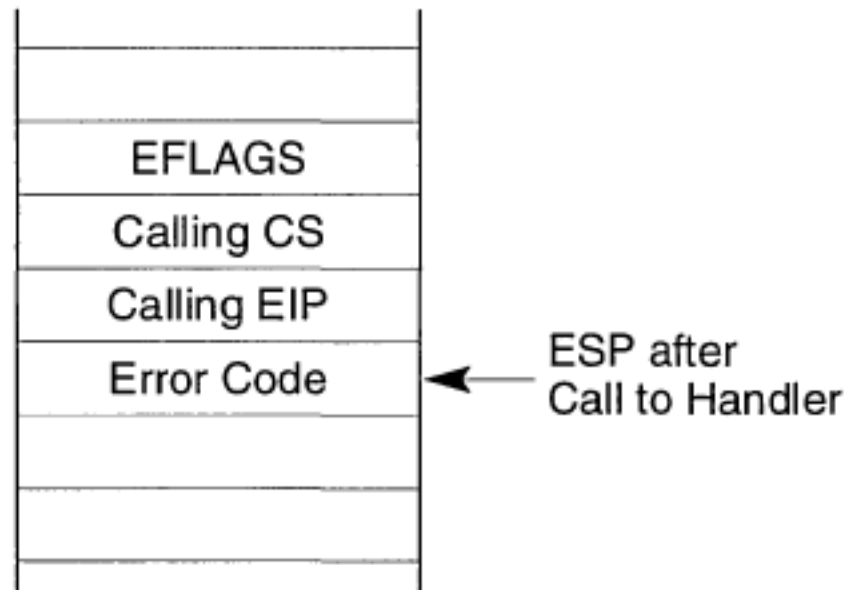 EFLAGS
Calling CS
Calling EIP
Error Code
ESP after
Call to Handler